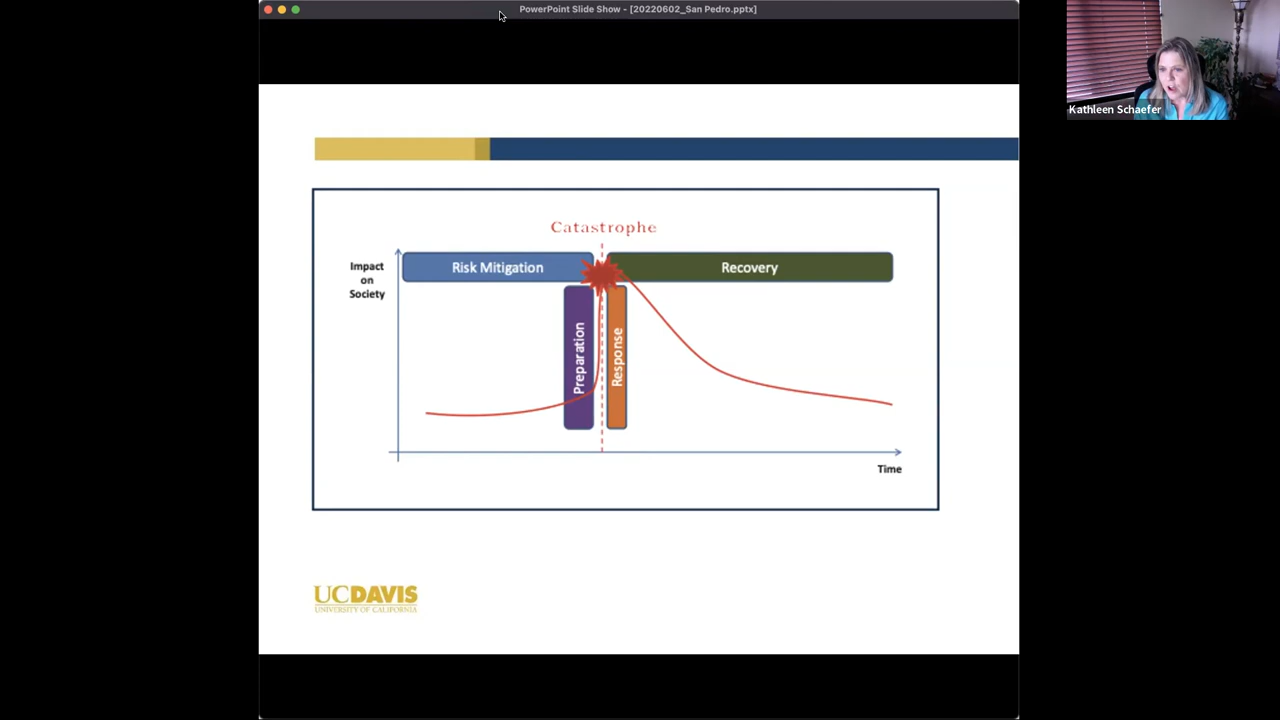 PowerPoint Slide Show - [20220602_San Pedro.pptx]
Kathleen Schaefer
Catastrophe
Impact
on
Society
Risk Mitigation
Recovery
Preparation
Response
Time
UCDAVIS
UNIVERSITY OF CALIFORNIA